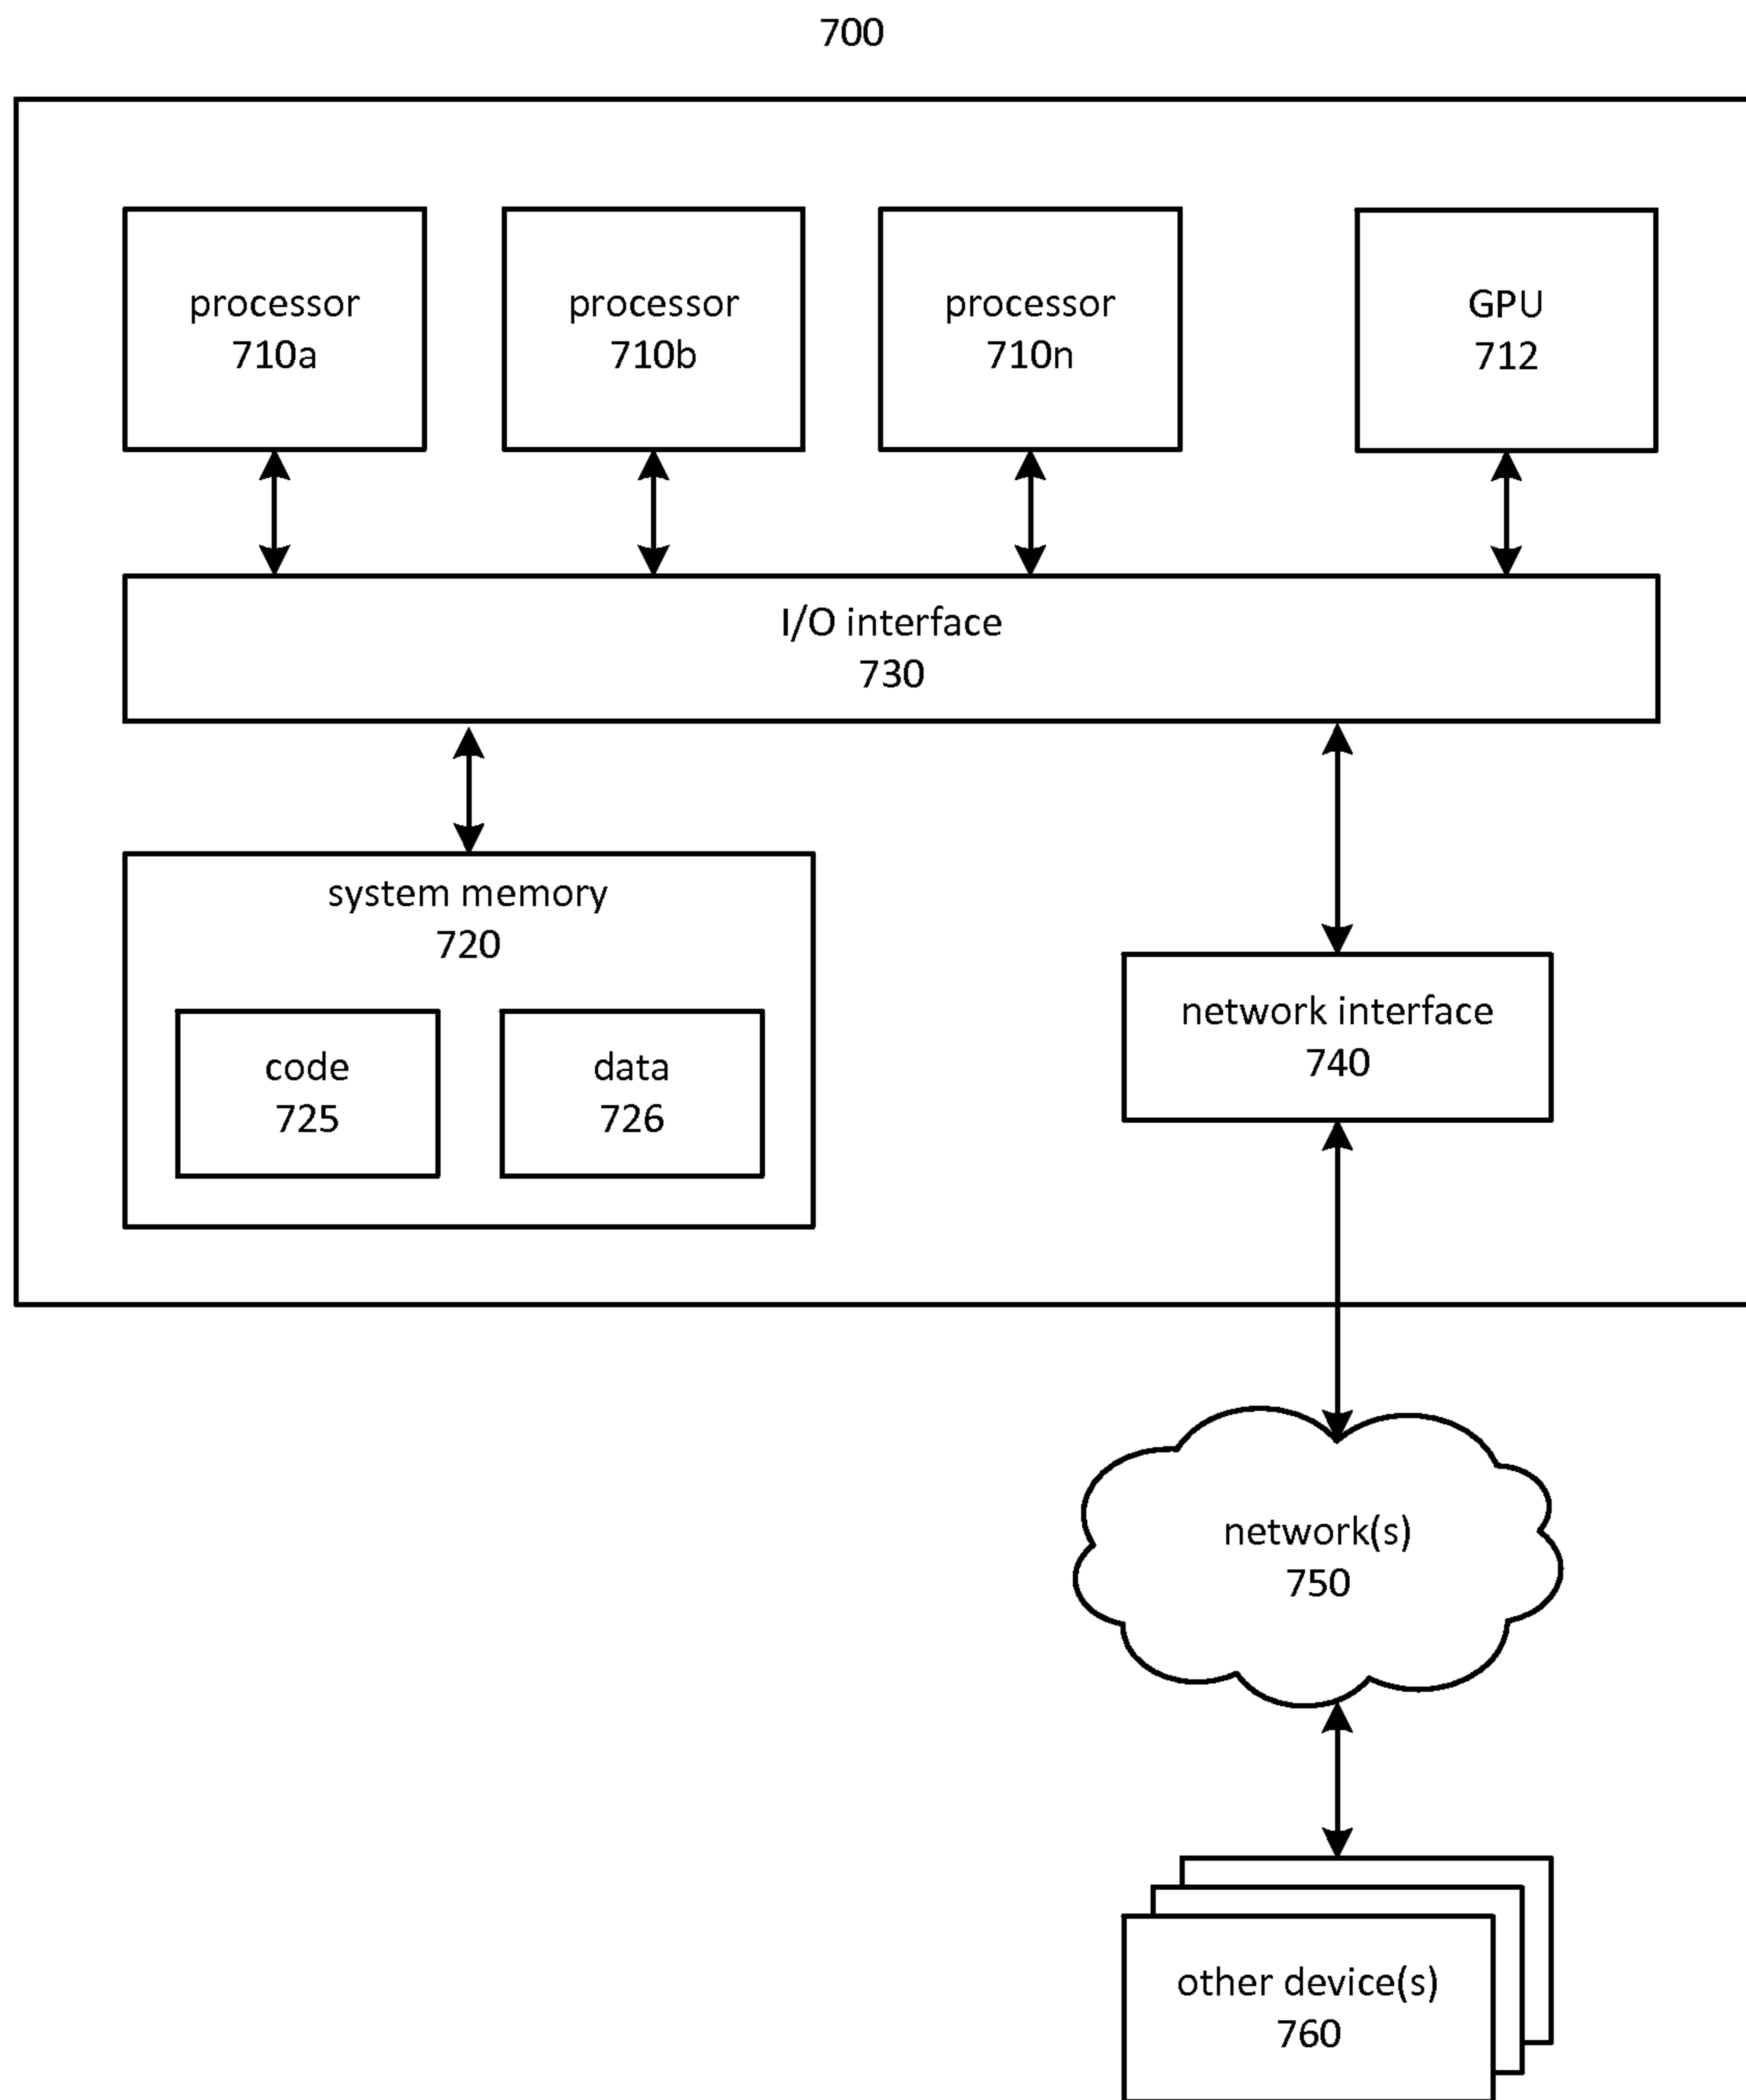 700
processor
710a
processor
710b
processor
710n
GPU
712
I/O interface
730
system memory
720
code
725
data
726
network interface
740
network(s)
750
other device(s)
760